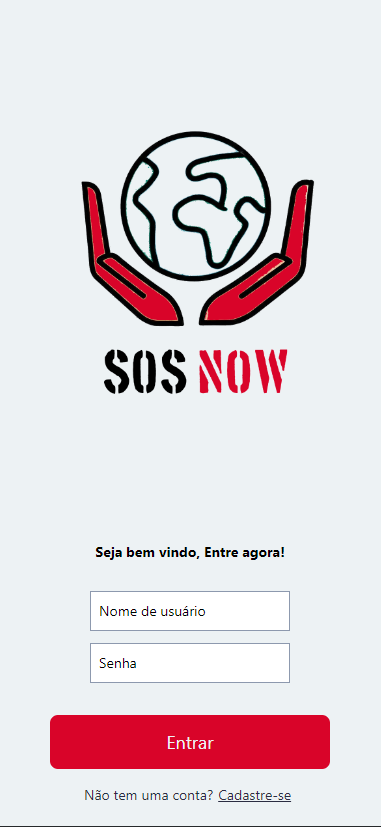 SOS NOW
Seja bem vindo, Entre agora!
Nome de usuário
Senha
Entrar
Não tem uma conta? Cadastre-se